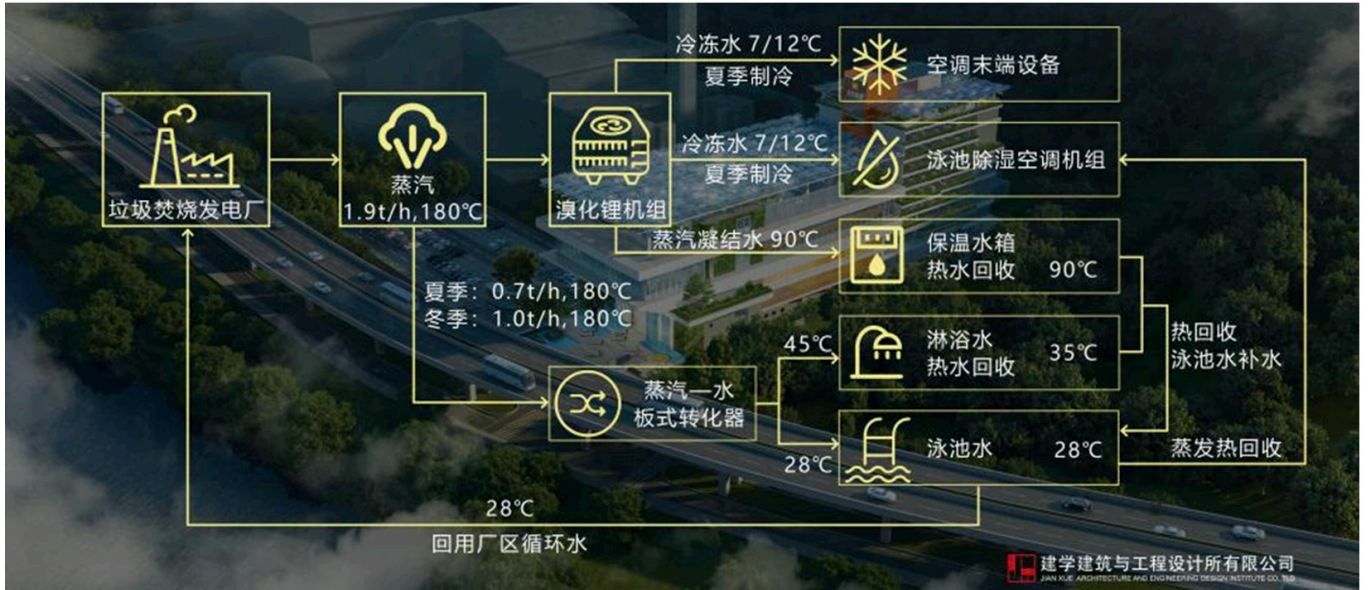 冷冻水 7/12℃
夏季制冷
空调末端设备
垃圾焚烧发电厂
蒸汽
1.9t/h,180℃
溴化锂机组
冷冻水 7/12℃
夏季制冷
泳池除湿空调机组
蒸汽凝结水 90℃
保温水箱
热水回收 90℃
夏季：0.7t/h,180℃
冬季：1.0t/h,180℃
45℃
淋浴水
热水回收 35℃
热回收
泳池水补水
蒸汽—水
板式转化器
28℃
泳池水 28℃
蒸发热回收
28℃
回用厂区循环水
建学建筑与工程设计所有限公司
JIAN XUE ARCHITECTURE AND ENGINEERING DESIGN INSTITUTE CO. TLD